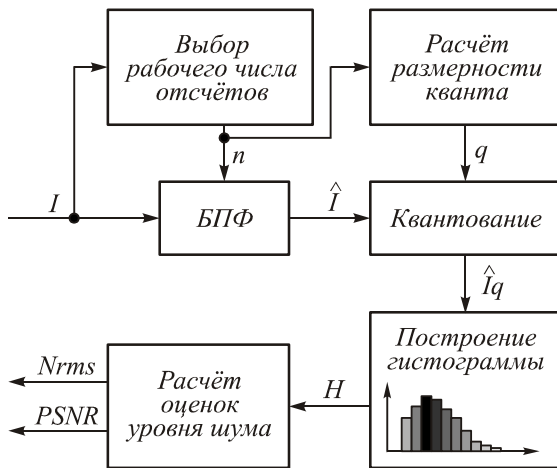 Выбор
рабочего числа
отсчётов
Расчёт
размерности
кванта
n
q
I
БПФ
Î
Квантование
Îq
Построение
гистограммы
H
Расчёт
оценок
уровня шума
Nrms
PSNR